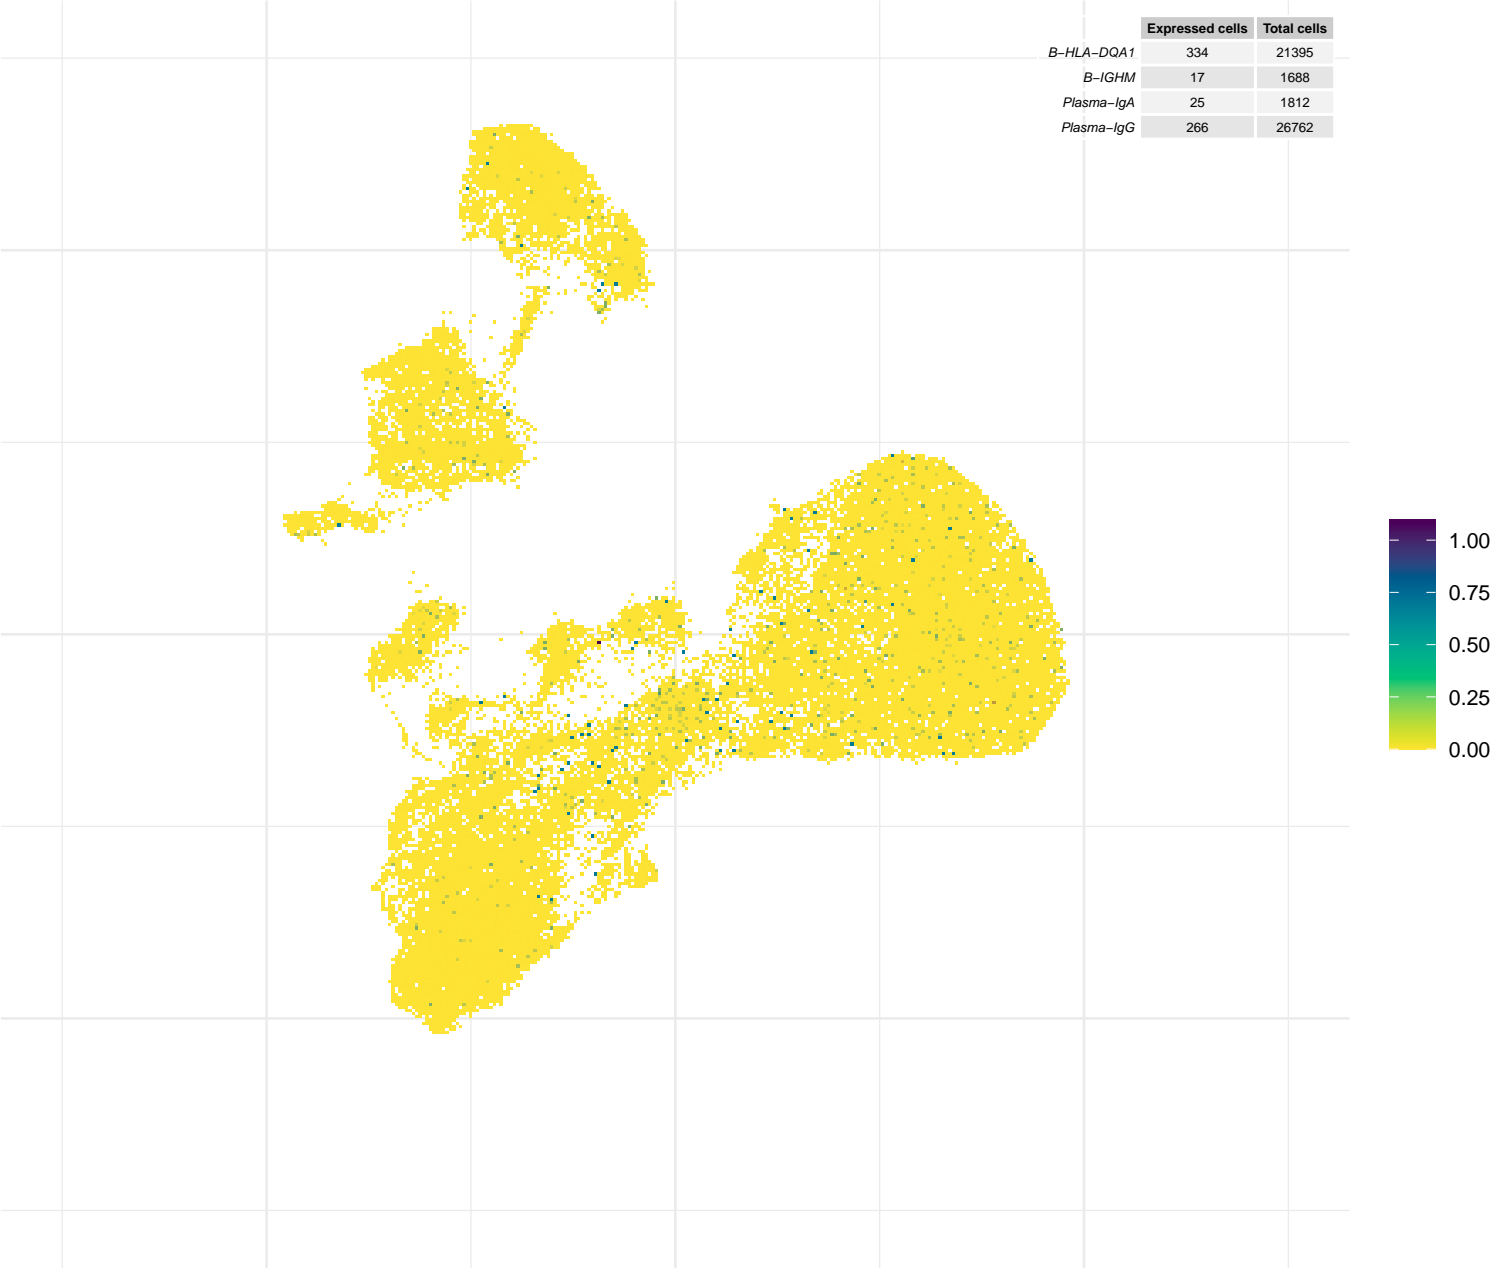 Expressed cells Total cells
B−HLA−DQA1 334 21395
B−IGHM 17 1688
Plasma−IgA 25 1812
Plasma−IgG 266 26762
1.00
0.75
0.50
0.25
0.00